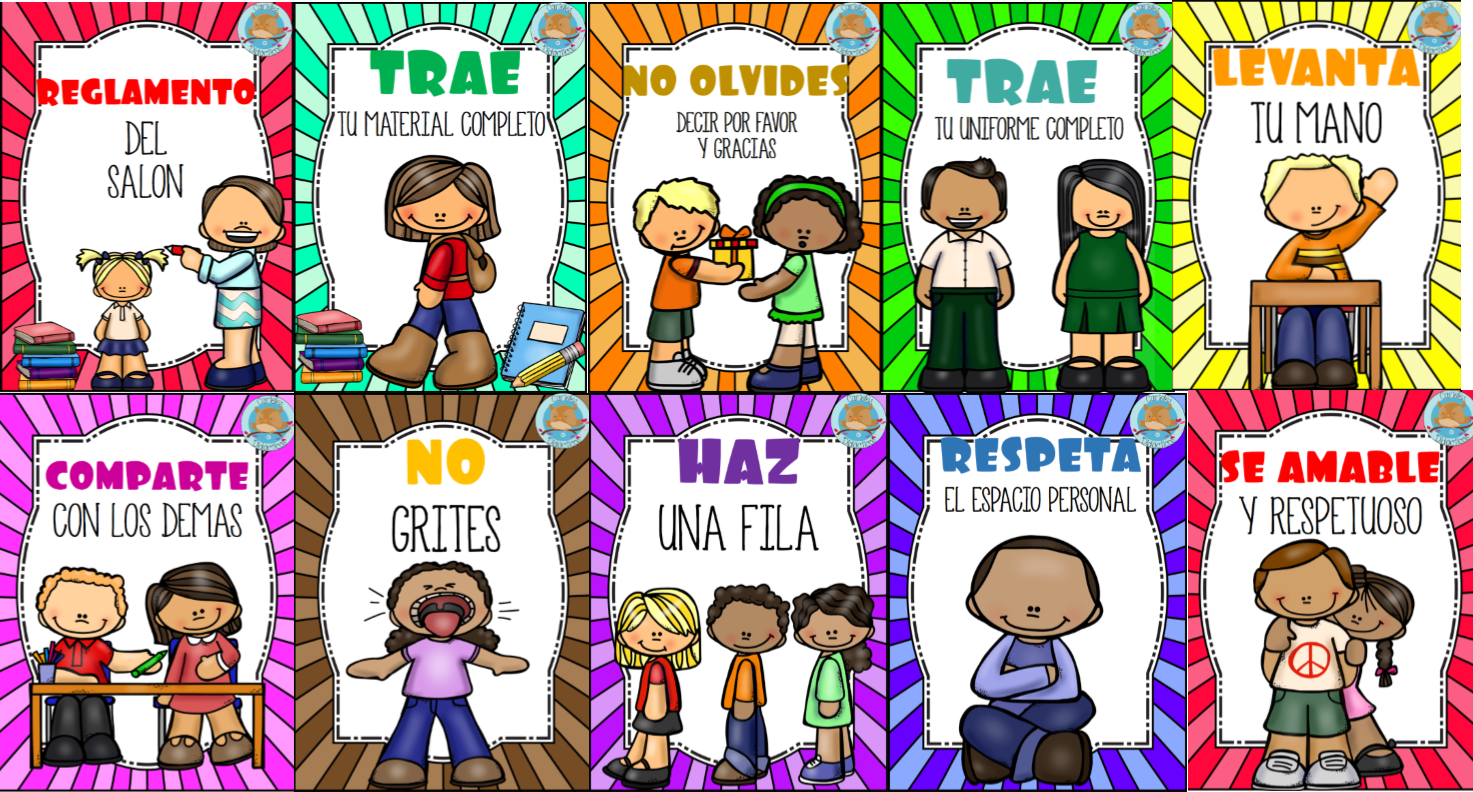 REGLAMENTO
DEL
SALON
TRAE
TU MATERIAL COMPLETO
NO OLVIDES
DECIR POR FAVOR
Y GRACIAS
TRAE
TU UNIFORME COMPLETO
LEVANTA
TU MANO
COMPARTE
CON LOS DEMAS
NO
GRITES
HAZ
UNA FILA
RESPETA
EL ESPACIO PERSONAL
SE AMABLE
Y RESPETUOSO